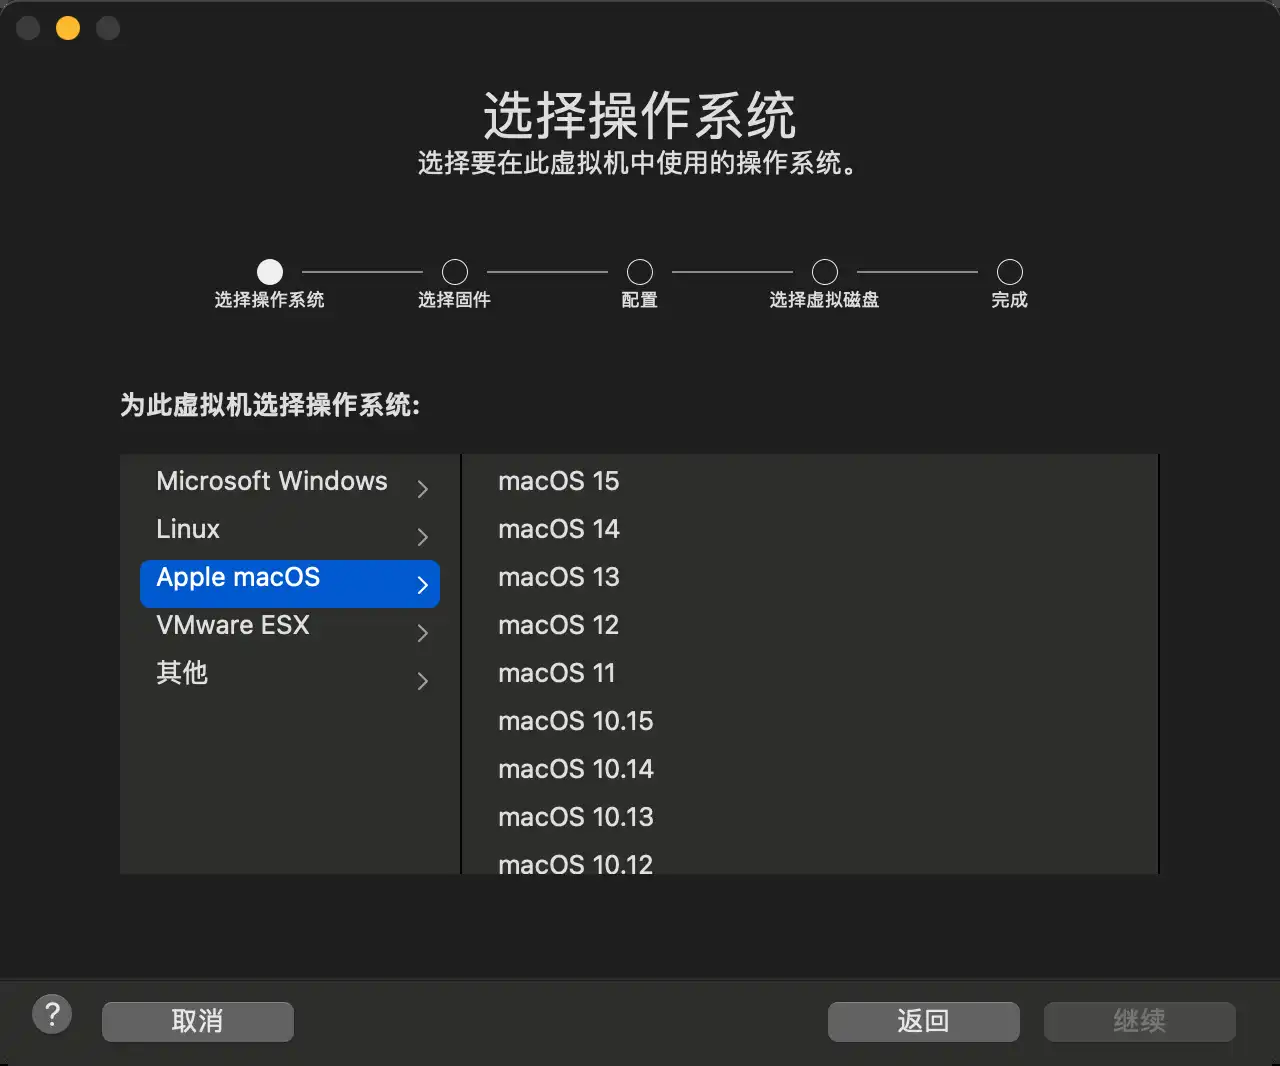 选择操作系统
选择要在此虚拟机中使用的操作系统。
选择操作系统
选择固件
配置
选择虚拟磁盘
完成
为此虚拟机选择操作系统:
Microsoft Windows
Linux
Apple macOS
VMware ESX
其他
macOS 15
macOS 14
macOS 13
macOS 12
macOS 11
macOS 10.15
macOS 10.14
macOS 10.13
macOS 10.12
?
取消
返回
继续